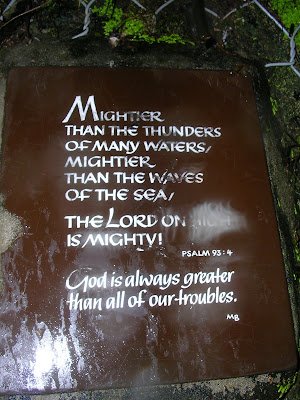 MIGHTIER
THAN THE THUNDERS
OF MANY WATERS,
MIGHTIER
THAN THE WAVES
OF THE SEA,
THE LORD ON HIGH
IS MIGHTY!
PSALM 93:4
God is always greater
than all of our troubles.
MB